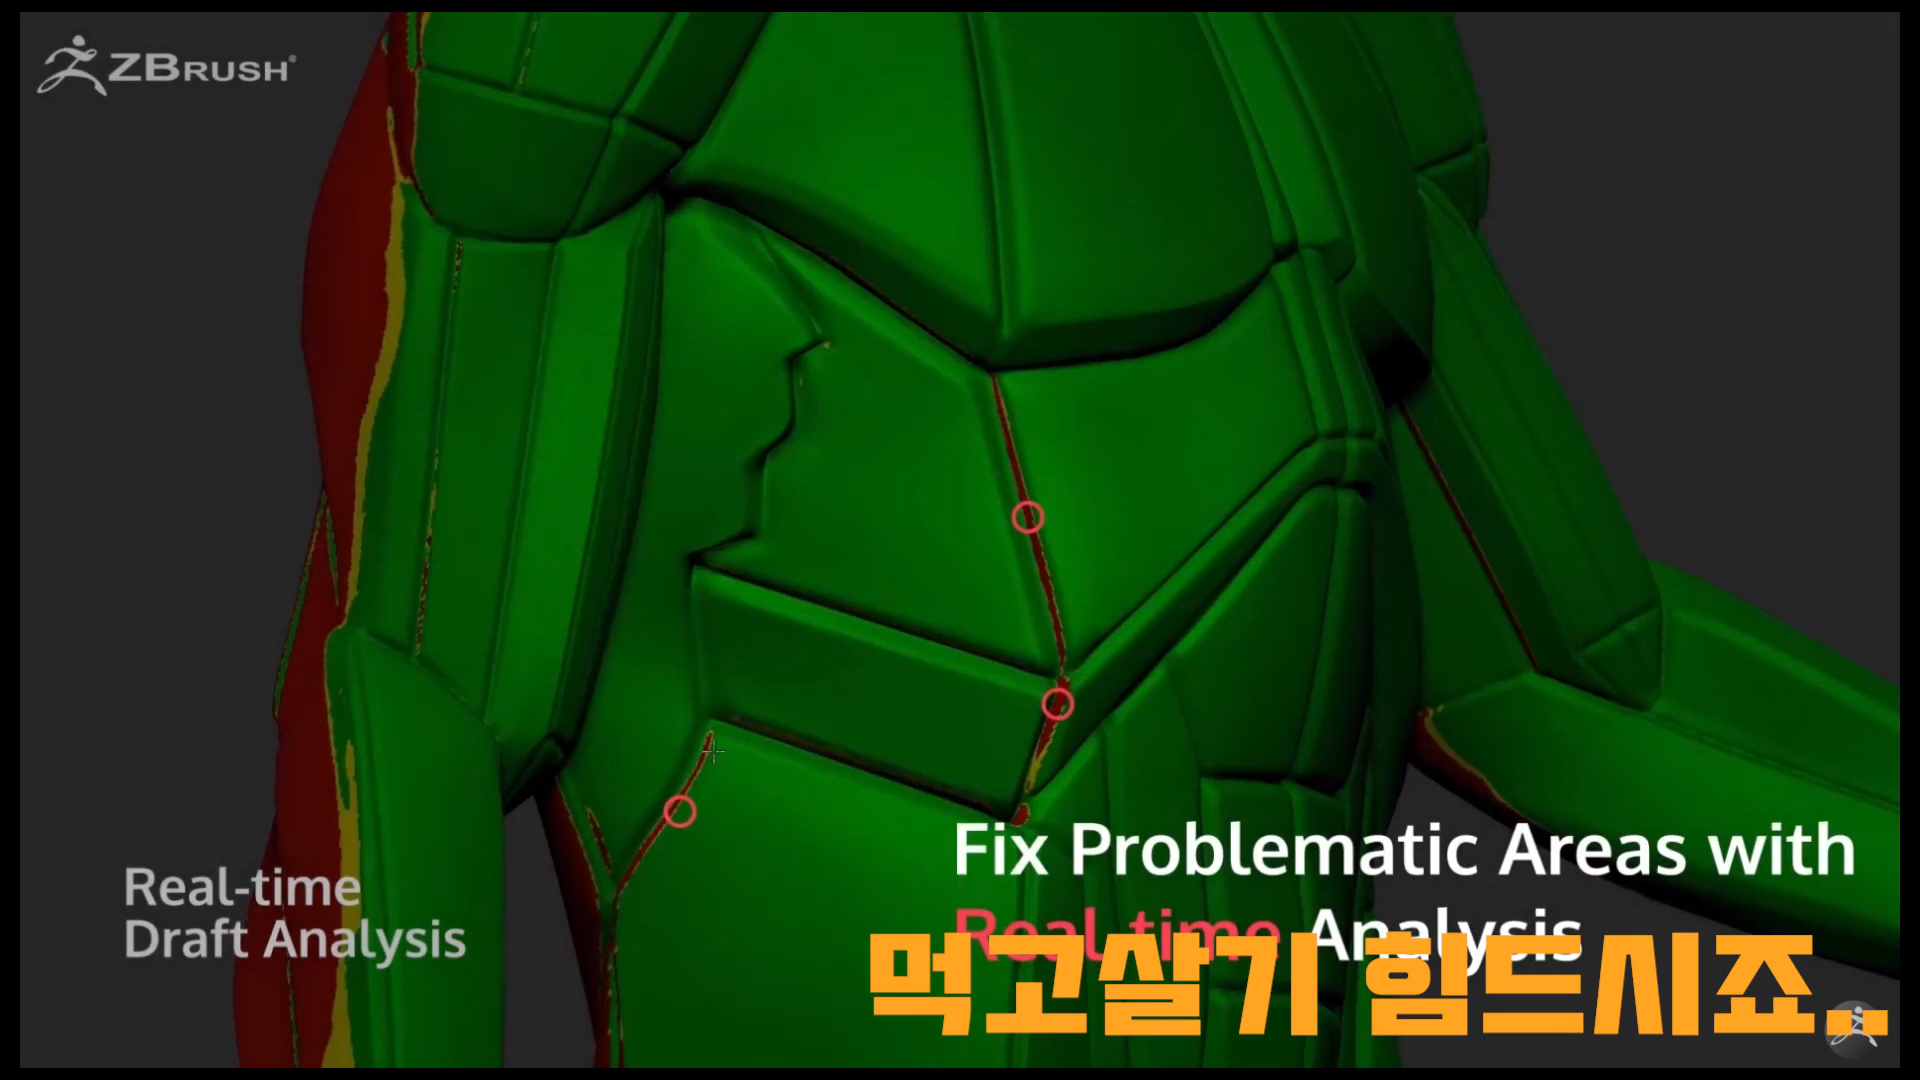 ZBRUSH®
Real-time
Draft Analysis
Fix Problematic Areas with
Real-time Analysis
먹고살기 힘드시죠..